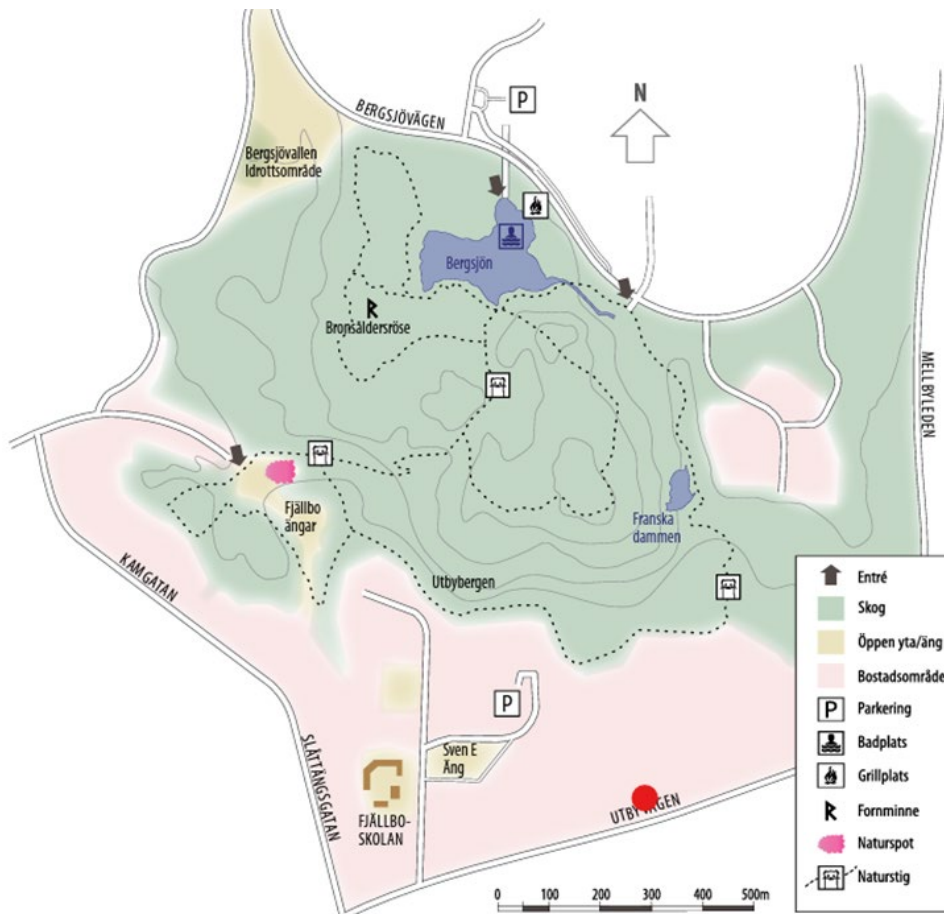 BERGSJÖVÄGEN
P
N
Bergsjövallen
Idrottsområde
Bergsjön
Bronsåldersröse
MELLBYLEDEN
Fjällbo
ängar
Franska
dammen
KAMGATAN
Utbybergen
P
Sven E
Äng
SLÄTTÄNGSGATAN
FJÄLLBO-
SKOLAN
Entré
Skog
Öppen yta/äng
Bostadsområde
P Parkering
Badplats
Grillplats
Fornminne
Naturspot
Naturstig
0 100 200 300 400 500m